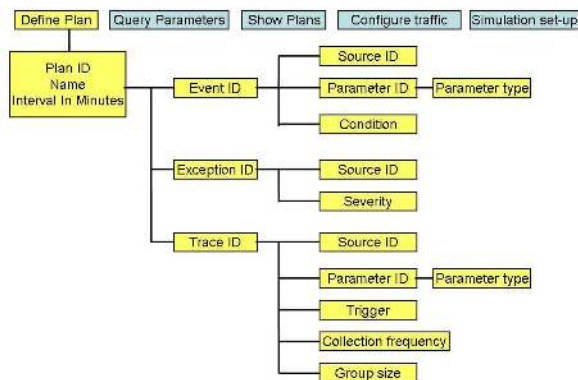 Define Plan
Query Parameters
Show Plans
Configure traffic
Simulation set-up
Plan ID
Name
Interval In Minutes
Event ID
Source ID
Parameter ID
Parameter type
Condition
Exception ID
Source ID
Severity
Trace ID
Source ID
Parameter ID
Parameter type
Trigger
Collection frequency
Group size